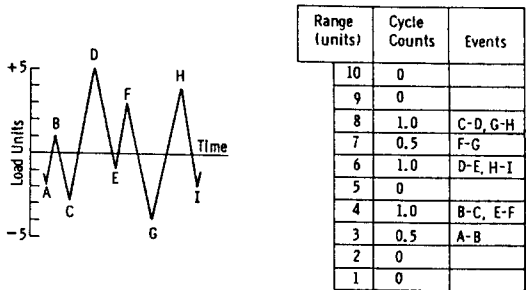 +5
-5
Load Units
Time
A
B
C
D
E
F
G
H
I
Range (units) Cycle Counts Events
10 0
9 0
8 1.0 C-D, G-H
7 0.5 F-G
6 1.0 D-E, H-I
5 0
4 1.0 B-C, E-F
3 0.5 A-B
2 0
1 0